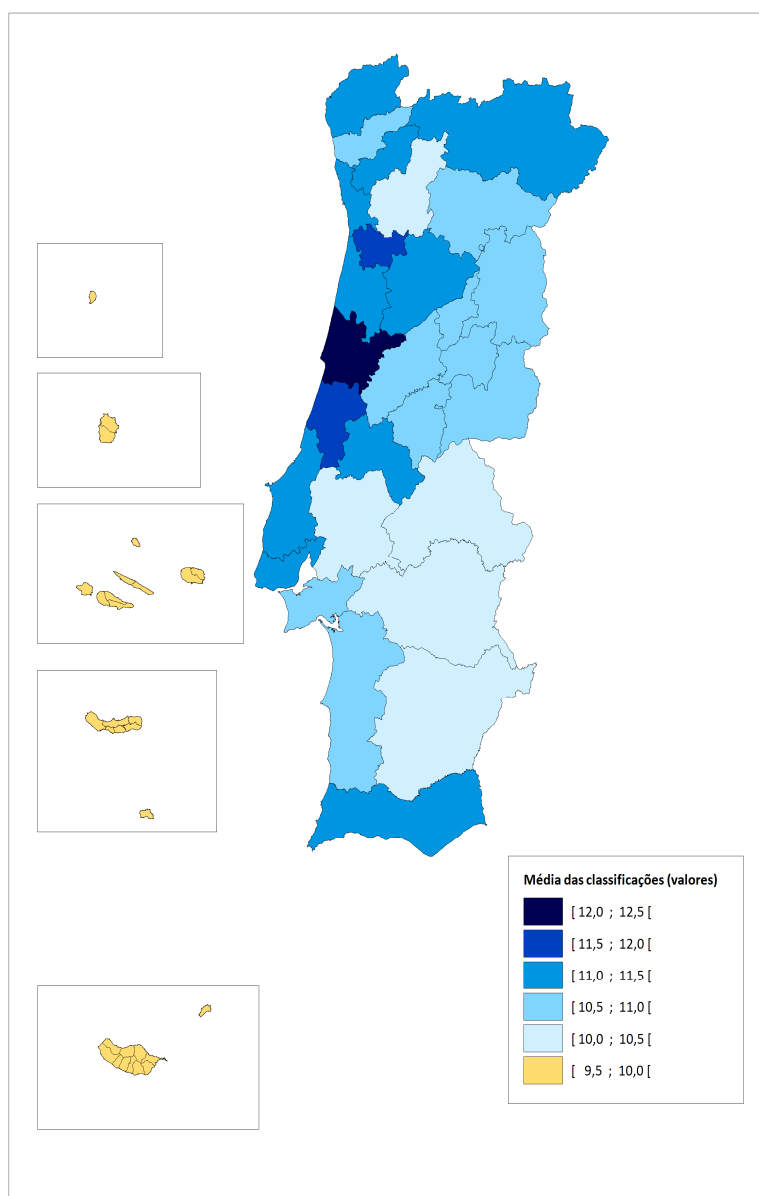 Média das classificações (valores)
[ 12,0 ; 12,5 [
[ 11,5 ; 12,0 [
[ 11,0 ; 11,5 [
[ 10,5 ; 11,0 [
[ 10,0 ; 10,5 [
[ 9,5 ; 10,0 [